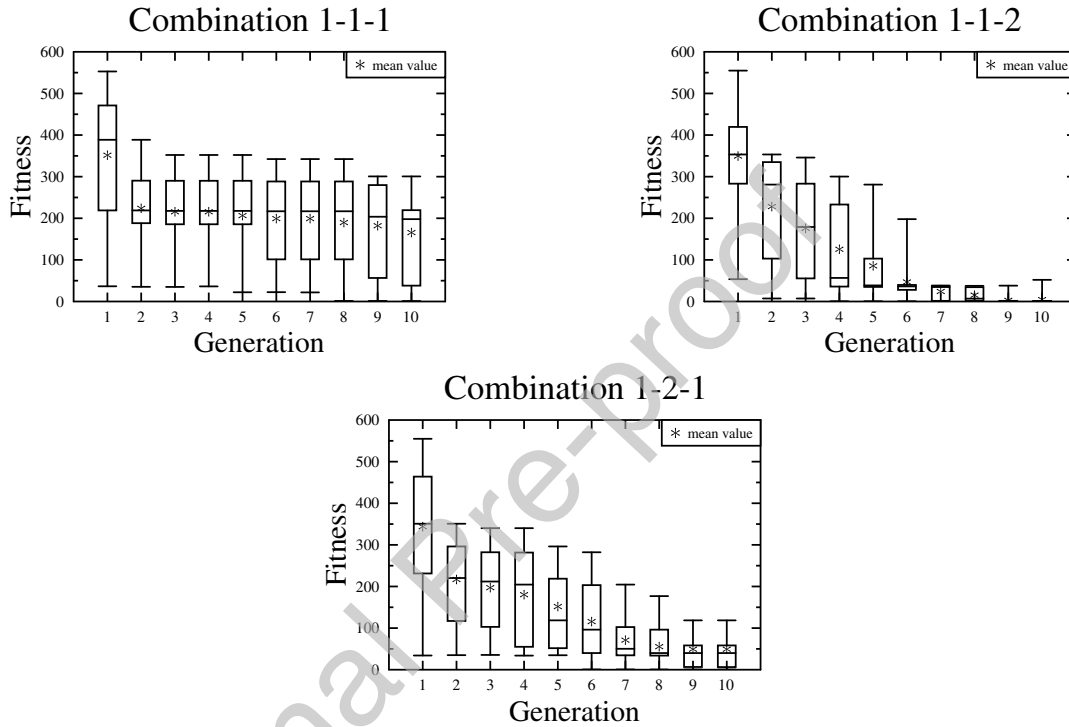 Combination 1-1-1
600
500
400
300
200
100
0
Fitness
* mean value
1 2 3 4 5 6 7 8 9 10
Generation
Combination 1-1-2
600
500
400
300
200
100
0
Fitness
* mean value
1 2 3 4 5 6 7 8 9 10
Generation
Combination 1-2-1
600
500
400
300
200
100
0
Fitness
* mean value
1 2 3 4 5 6 7 8 9 10
Generation
nal Pre-proof